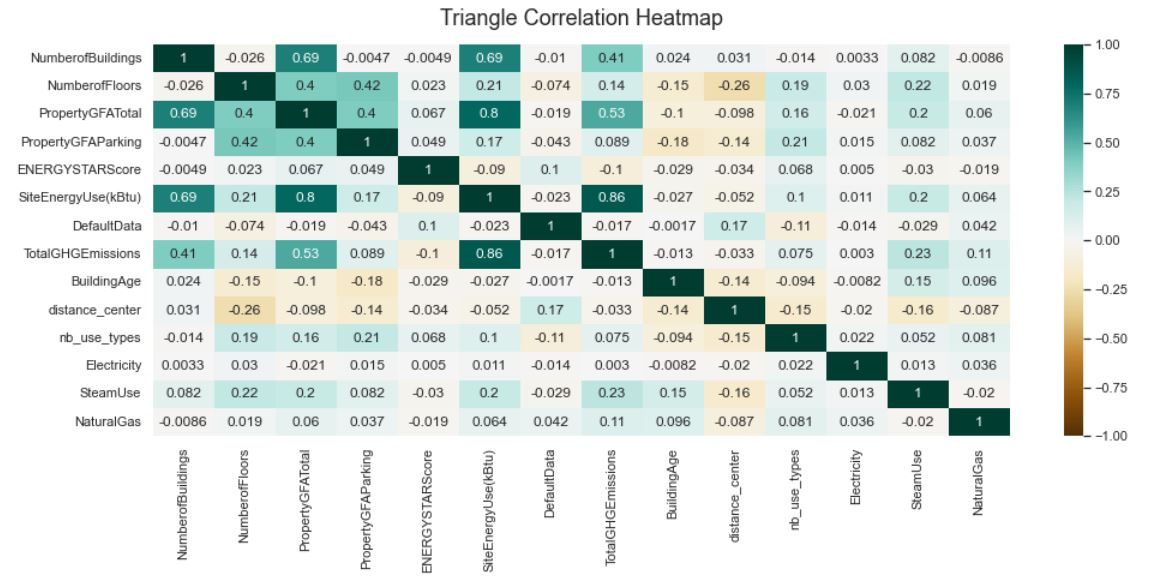 Triangle Correlation Heatmap
NumberofBuildings 1 -0.026 0.69 -0.0047 -0.0049 0.69 -0.01 0.41 0.024 0.031 -0.014 0.0033 0.082 -0.0086
NumberofFloors -0.026 1 0.4 0.42 0.023 0.21 -0.074 0.14 -0.15 -0.26 0.19 0.03 0.22 0.019
PropertyGFATotal 0.69 0.4 1 0.4 0.067 0.8 -0.019 0.53 -0.1 -0.098 0.16 -0.021 0.2 0.06
PropertyGFAParking -0.0047 0.42 0.4 1 0.049 0.17 -0.043 0.089 -0.18 -0.14 0.21 0.015 0.082 0.037
ENERGYSTARScore -0.0049 0.023 0.067 0.049 1 -0.09 0.1 -0.1 -0.029 -0.034 0.068 0.005 -0.03 -0.019
SiteEnergyUse(kBtu) 0.69 0.21 0.8 0.17 -0.09 1 -0.023 0.86 -0.027 -0.052 0.1 0.011 0.2 0.064
DefaultData -0.01 -0.074 -0.019 -0.043 0.1 -0.023 1 -0.017 -0.0017 0.17 -0.11 -0.014 -0.029 0.042
TotalGHGEmissions 0.41 0.14 0.53 0.089 -0.1 0.86 -0.017 1 -0.013 -0.033 0.075 0.003 0.23 0.11
BuildingAge 0.024 -0.15 -0.1 -0.18 -0.029 -0.027 -0.0017 -0.013 1 -0.14 -0.094 -0.0082 0.15 0.096
distance_center 0.031 -0.26 -0.098 -0.14 -0.034 -0.052 0.17 -0.033 -0.14 1 -0.15 -0.02 -0.16 -0.087
nb_use_types -0.014 0.19 0.16 0.21 0.068 0.1 -0.11 0.075 -0.094 -0.15 1 0.022 0.052 0.081
Electricity 0.0033 0.03 -0.021 0.015 0.005 0.011 -0.014 0.003 -0.0082 -0.02 0.022 1 0.013 0.036
SteamUse 0.082 0.22 0.2 0.082 -0.03 0.2 -0.029 0.23 0.15 -0.16 0.052 0.013 1 -0.02
NaturalGas -0.0086 0.019 0.06 0.037 -0.019 0.064 0.042 0.11 0.096 -0.087 0.081 0.036 -0.02 1
NumberofBuildings
NumberofFloors
PropertyGFATotal
PropertyGFAParking
ENERGYSTARScore
SiteEnergyUse(kBtu)
DefaultData
TotalGHGEmissions
BuildingAge
distance_center
nb_use_types
Electricity
SteamUse
NaturalGas
1.00
0.75
0.50
0.25
0.00
−0.25
−0.50
−0.75
−1.00